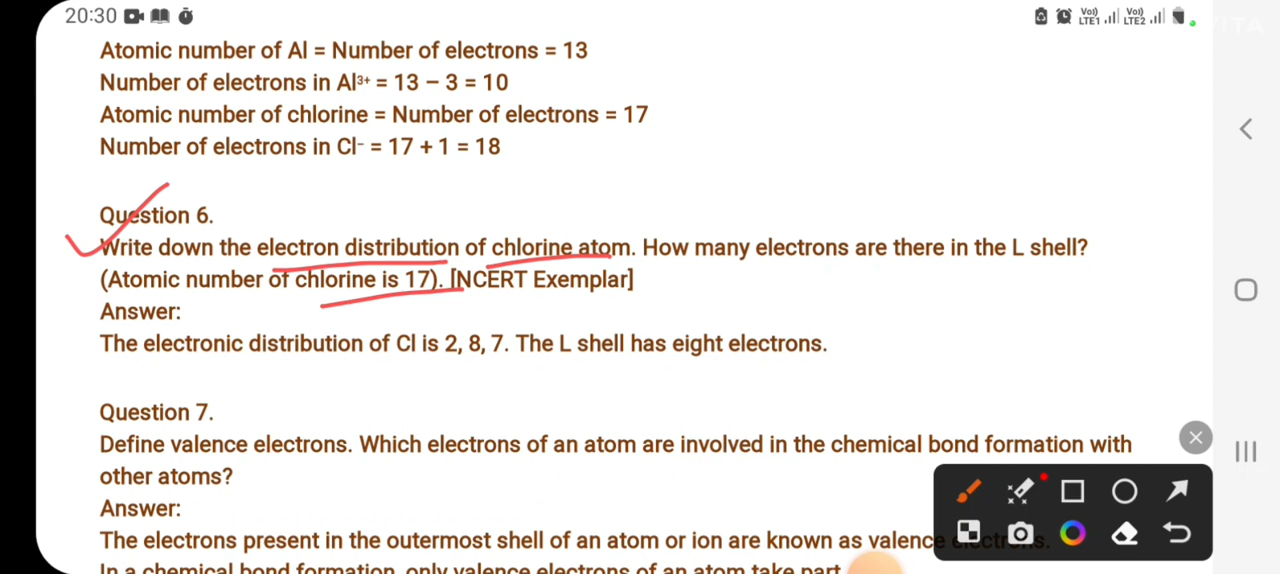 20:30 Vo) LTE1 Vo) LTE2
Atomic number of Al = Number of electrons = 13
Number of electrons in Al³⁺ = 13 – 3 = 10
Atomic number of chlorine = Number of electrons = 17
Number of electrons in Cl⁻ = 17 + 1 = 18
Question 6.
Write down the electron distribution of chlorine atom. How many electrons are there in the L shell?
(Atomic number of chlorine is 17). [NCERT Exemplar]
Answer:
The electronic distribution of Cl is 2, 8, 7. The L shell has eight electrons.
Question 7.
Define valence electrons. Which electrons of an atom are involved in the chemical bond formation with
other atoms?
Answer:
The electrons present in the outermost shell of an atom or ion are known as valence electrons.
In a chemical bond formation, only valence electrons of an atom take part